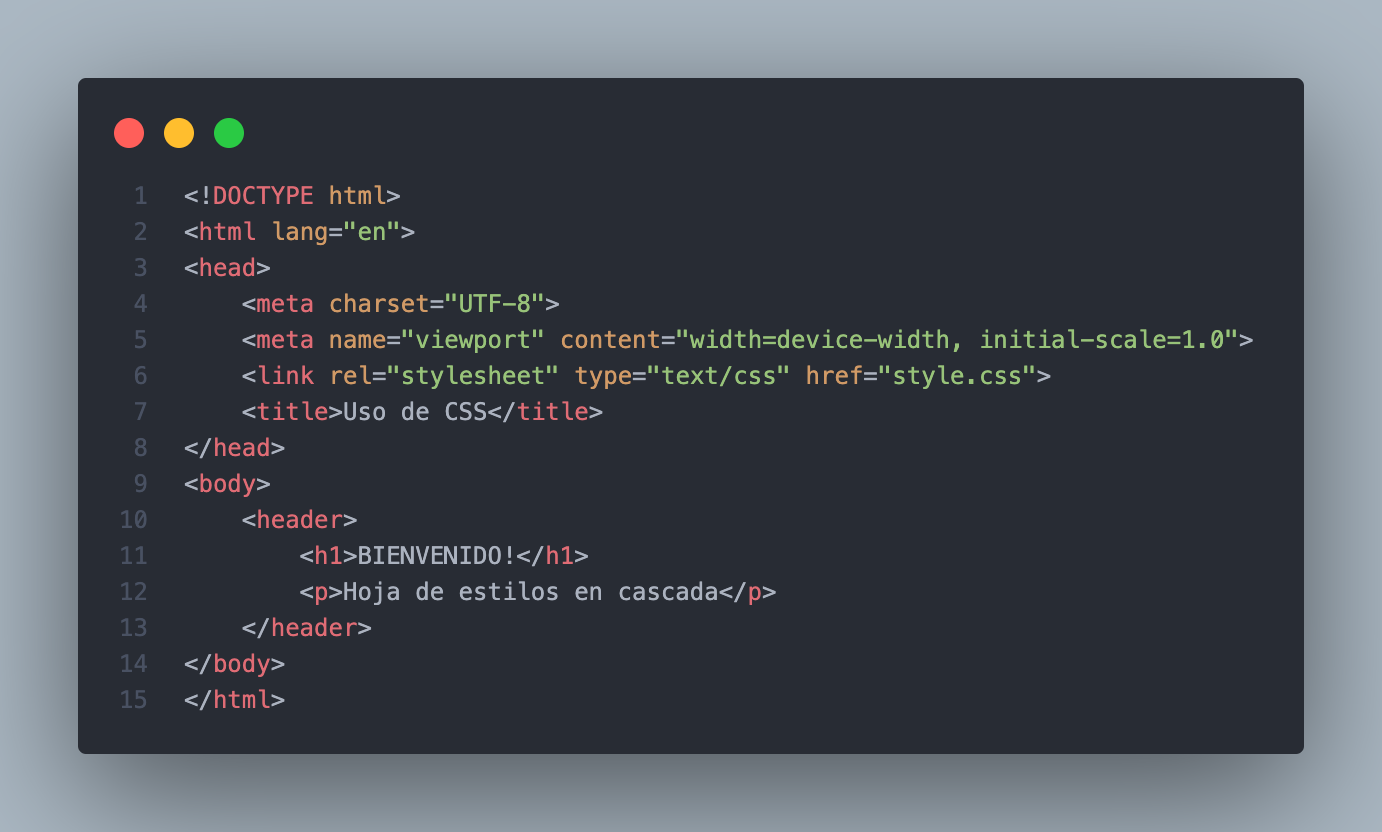 1 <!DOCTYPE html>
2 <html lang="en">
3 <head>
4     <meta charset="UTF-8">
5     <meta name="viewport" content="width=device-width, initial-scale=1.0">
6     <link rel="stylesheet" type="text/css" href="style.css">
7     <title>Uso de CSS</title>
8 </head>
9 <body>
10     <header>
11         <h1>BIENVENIDO!</h1>
12         <p>Hoja de estilos en cascada</p>
13     </header>
14 </body>
15 </html>